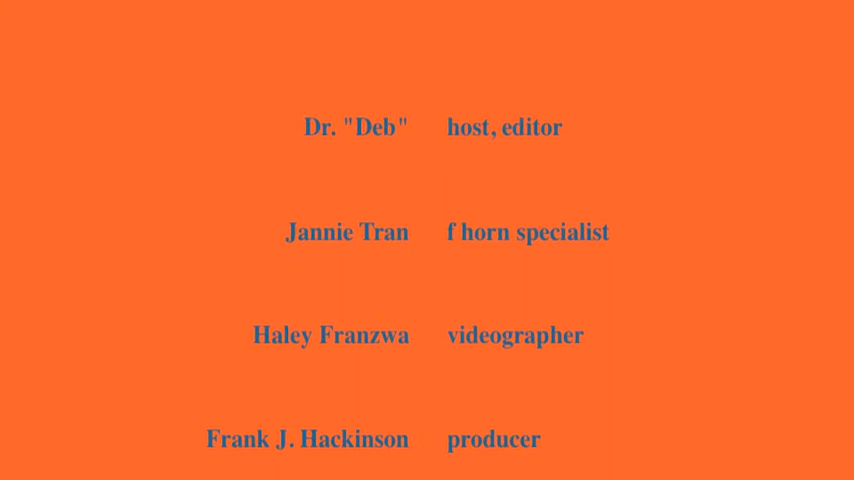 Dr. "Deb" host, editor
Jannie Tran f horn specialist
Haley Franzwa videographer
Frank J. Hackinson producer